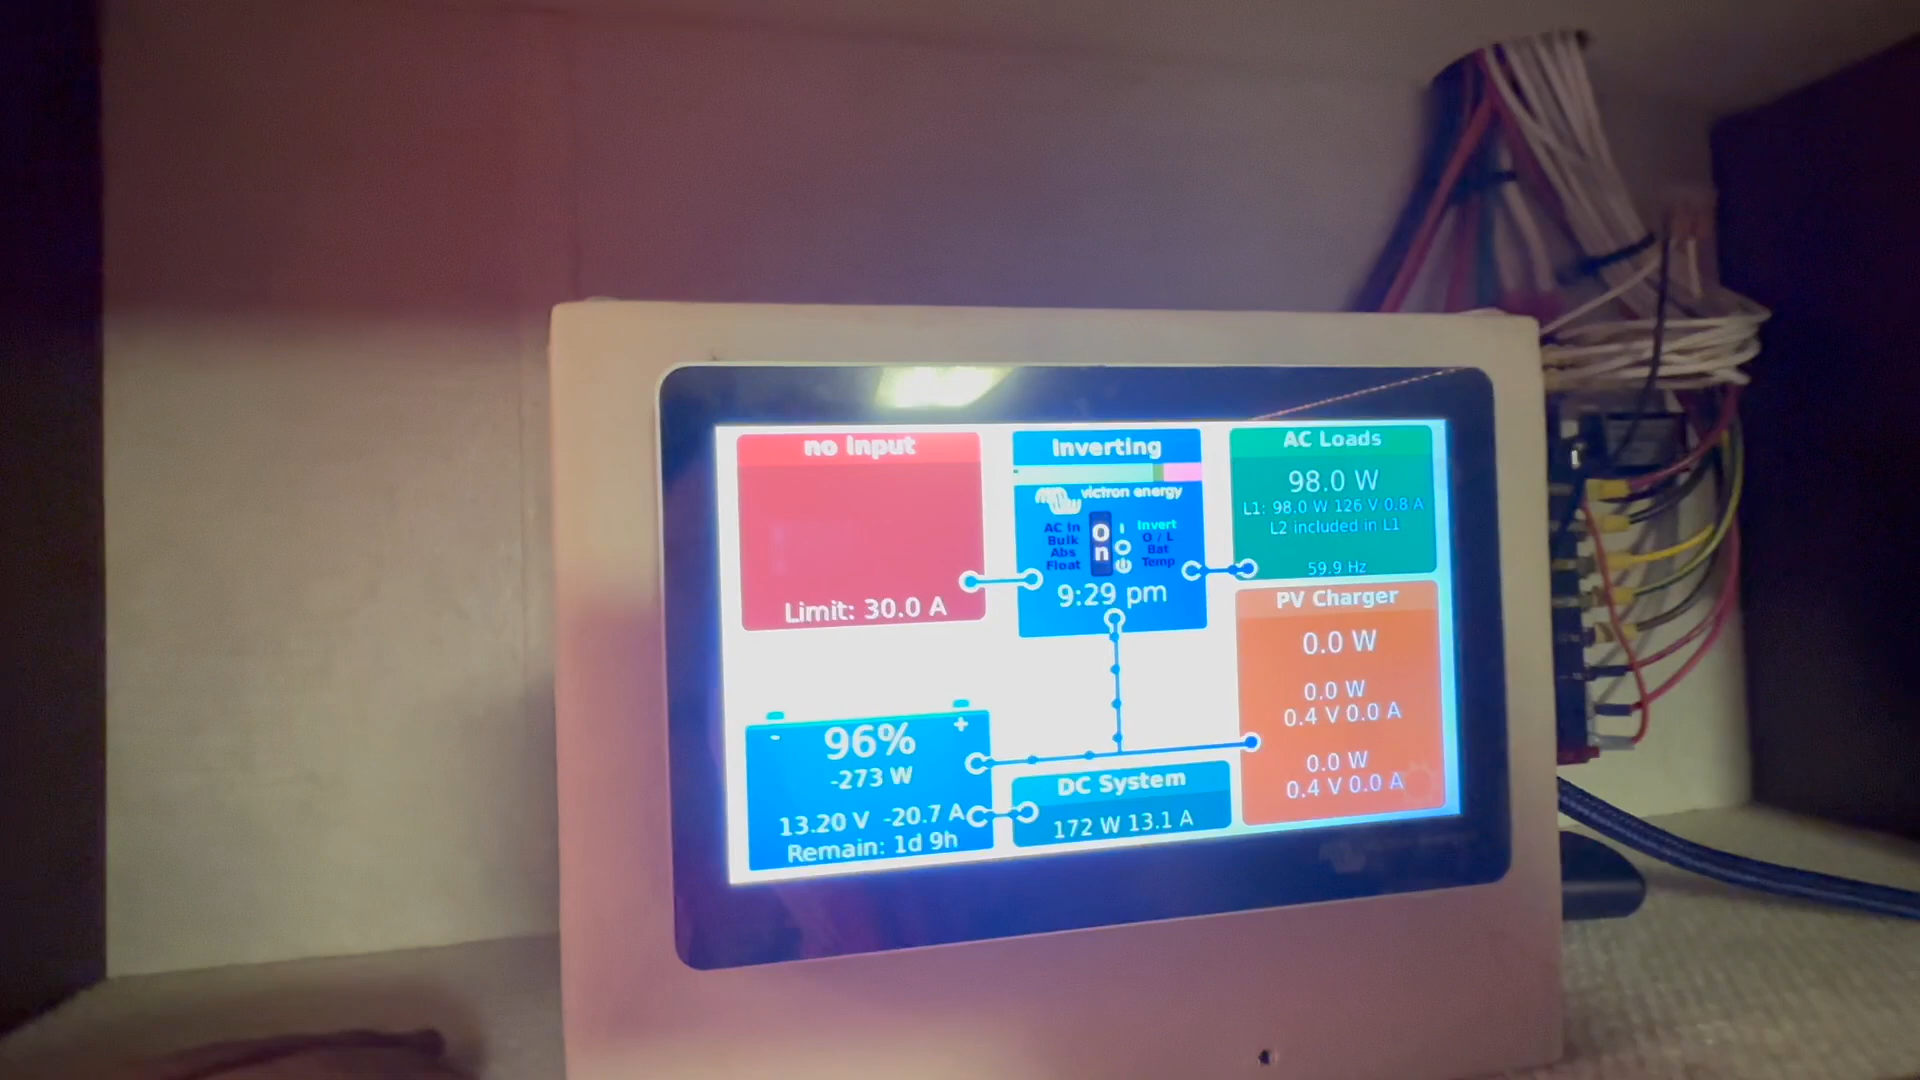 no input
Limit: 30.0 A
Inverting
victron energy
AC In
Bulk
Abs
Float
on
I
O
Invert
O / L
Bat
Temp
9:29 pm
AC Loads
98.0 W
L1: 98.0 W 126 V 0.8 A
L2 included in L1
59.9 Hz
PV Charger
0.0 W
0.0 W
0.4 V 0.0 A
0.0 W
0.4 V 0.0 A
- +
96%
-273 W
13.20 V -20.7 A
Remain: 1d 9h
DC System
172 W 13.1 A